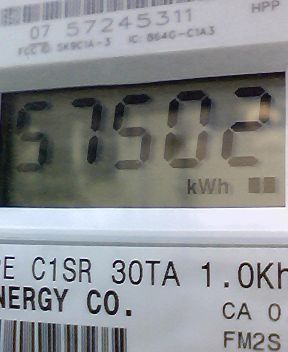 HPP
07 57245311
FCC ID: SK9C1A-3 IC: 864G-C1A3
57502
kWh
PE C1SR 30TA 1.0Kh
NERGY CO.
CA 0
FM2S